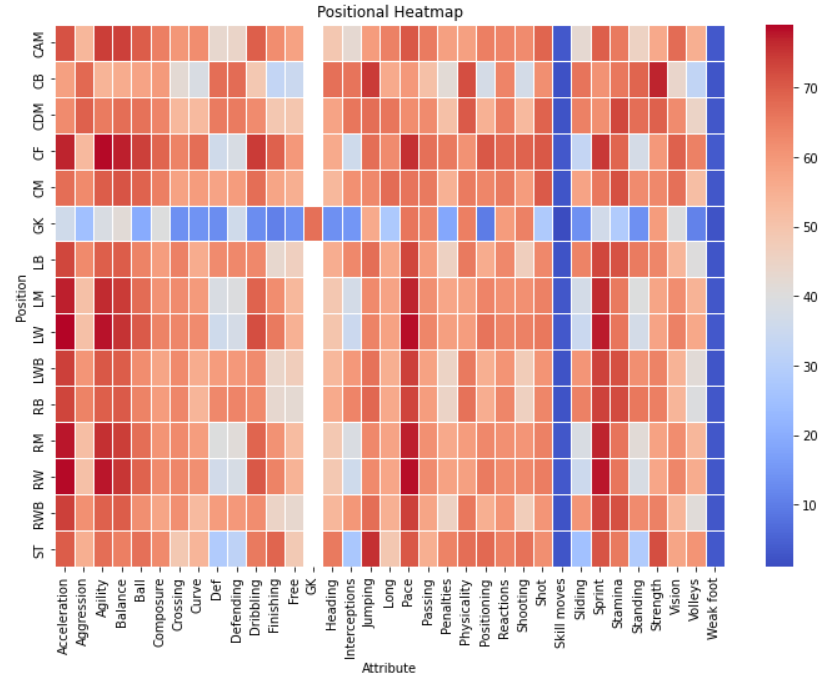 Positional Heatmap
Position
CAM
CB
CDM
CF
CM
GK
LB
LM
LW
LWB
RB
RM
RW
RWB
ST
Acceleration
Aggression
Agility
Balance
Ball
Composure
Crossing
Curve
Def
Defending
Dribbling
Finishing
Free
GK
Heading
Interceptions
Jumping
Long
Pace
Passing
Penalties
Physicality
Positioning
Reactions
Shooting
Shot
Skill moves
Sliding
Sprint
Stamina
Standing
Strength
Vision
Volleys
Weak foot
Attribute
70
60
50
40
30
20
10